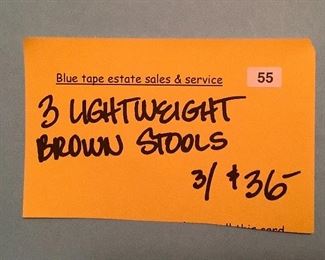 Blue tape estate sales & service 55
3 LIGHTWEIGHT
BROWN STOOLS
3/ $36-